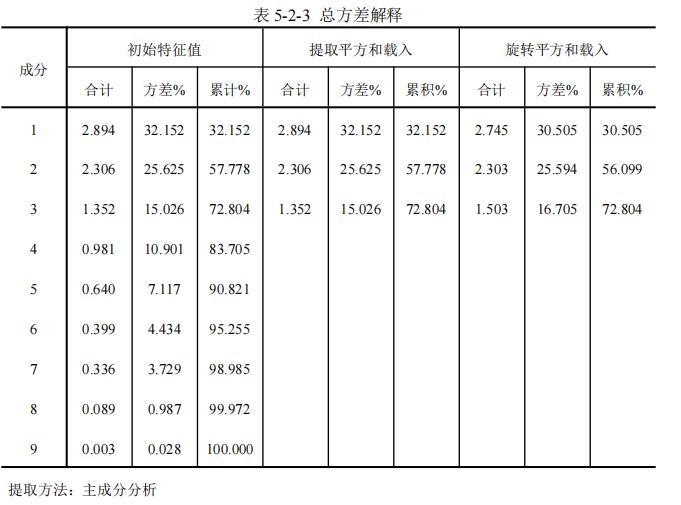 表 5-2-3 总方差解释
成分 初始特征值 提取平方和载入 旋转平方和载入
合计 方差% 累计% 合计 方差% 累积% 合计 方差% 累积%
1 2.894 32.152 32.152 2.894 32.152 32.152 2.745 30.505 30.505
2 2.306 25.625 57.778 2.306 25.625 57.778 2.303 25.594 56.099
3 1.352 15.026 72.804 1.352 15.026 72.804 1.503 16.705 72.804
4 0.981 10.901 83.705
5 0.640 7.117 90.821
6 0.399 4.434 95.255
7 0.336 3.729 98.985
8 0.089 0.987 99.972
9 0.003 0.028 100.000
提取方法：主成分分析